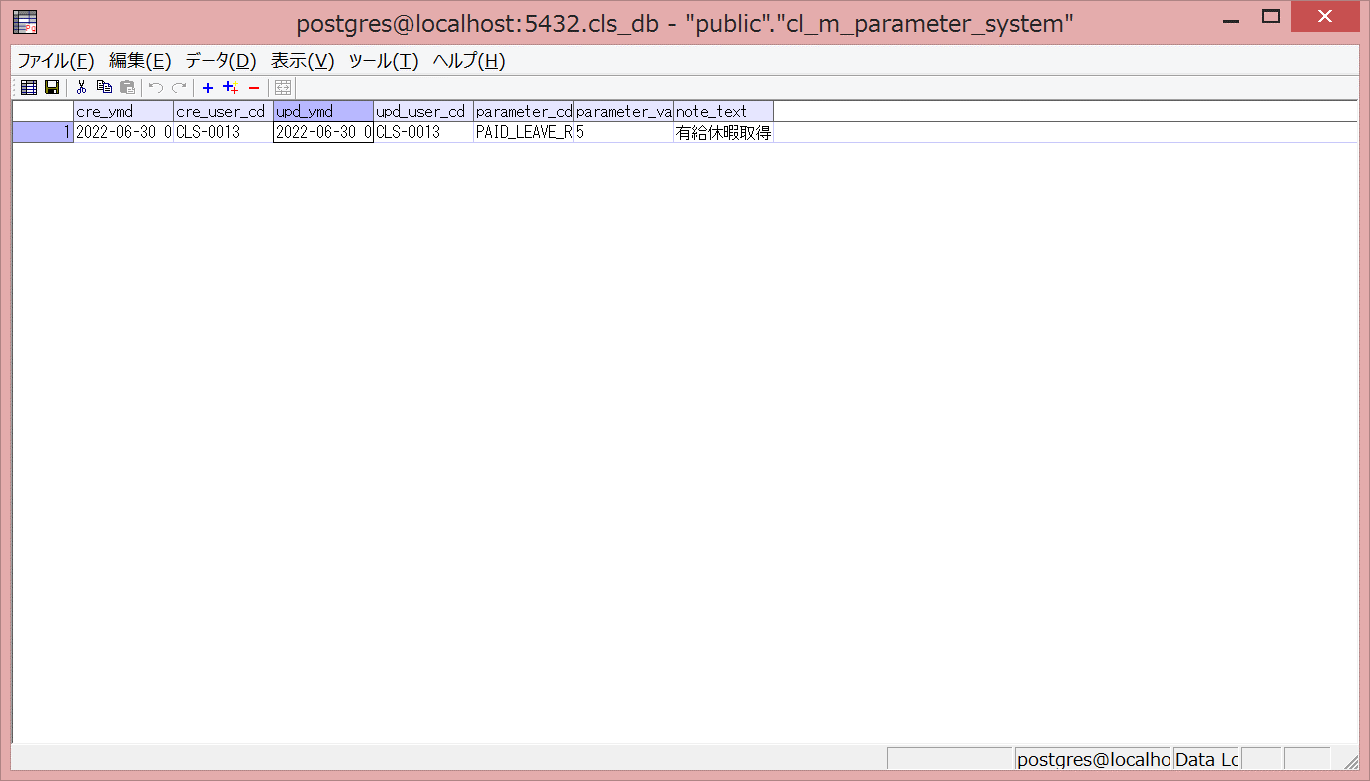 postgres@localhost:5432.cls_db - "public"."cl_m_parameter_system"
ファイル(F) 編集(E) データ(D) 表示(V) ツール(T) ヘルプ(H)
cre_ymd cre_user_cd upd_ymd upd_user_cd parameter_cd parameter_va note_text
1 2022-06-30 0 CLS-0013 2022-06-30 0 CLS-0013 PAID_LEAVE_R 5 有給休暇取得
postgres@localho Data Lo